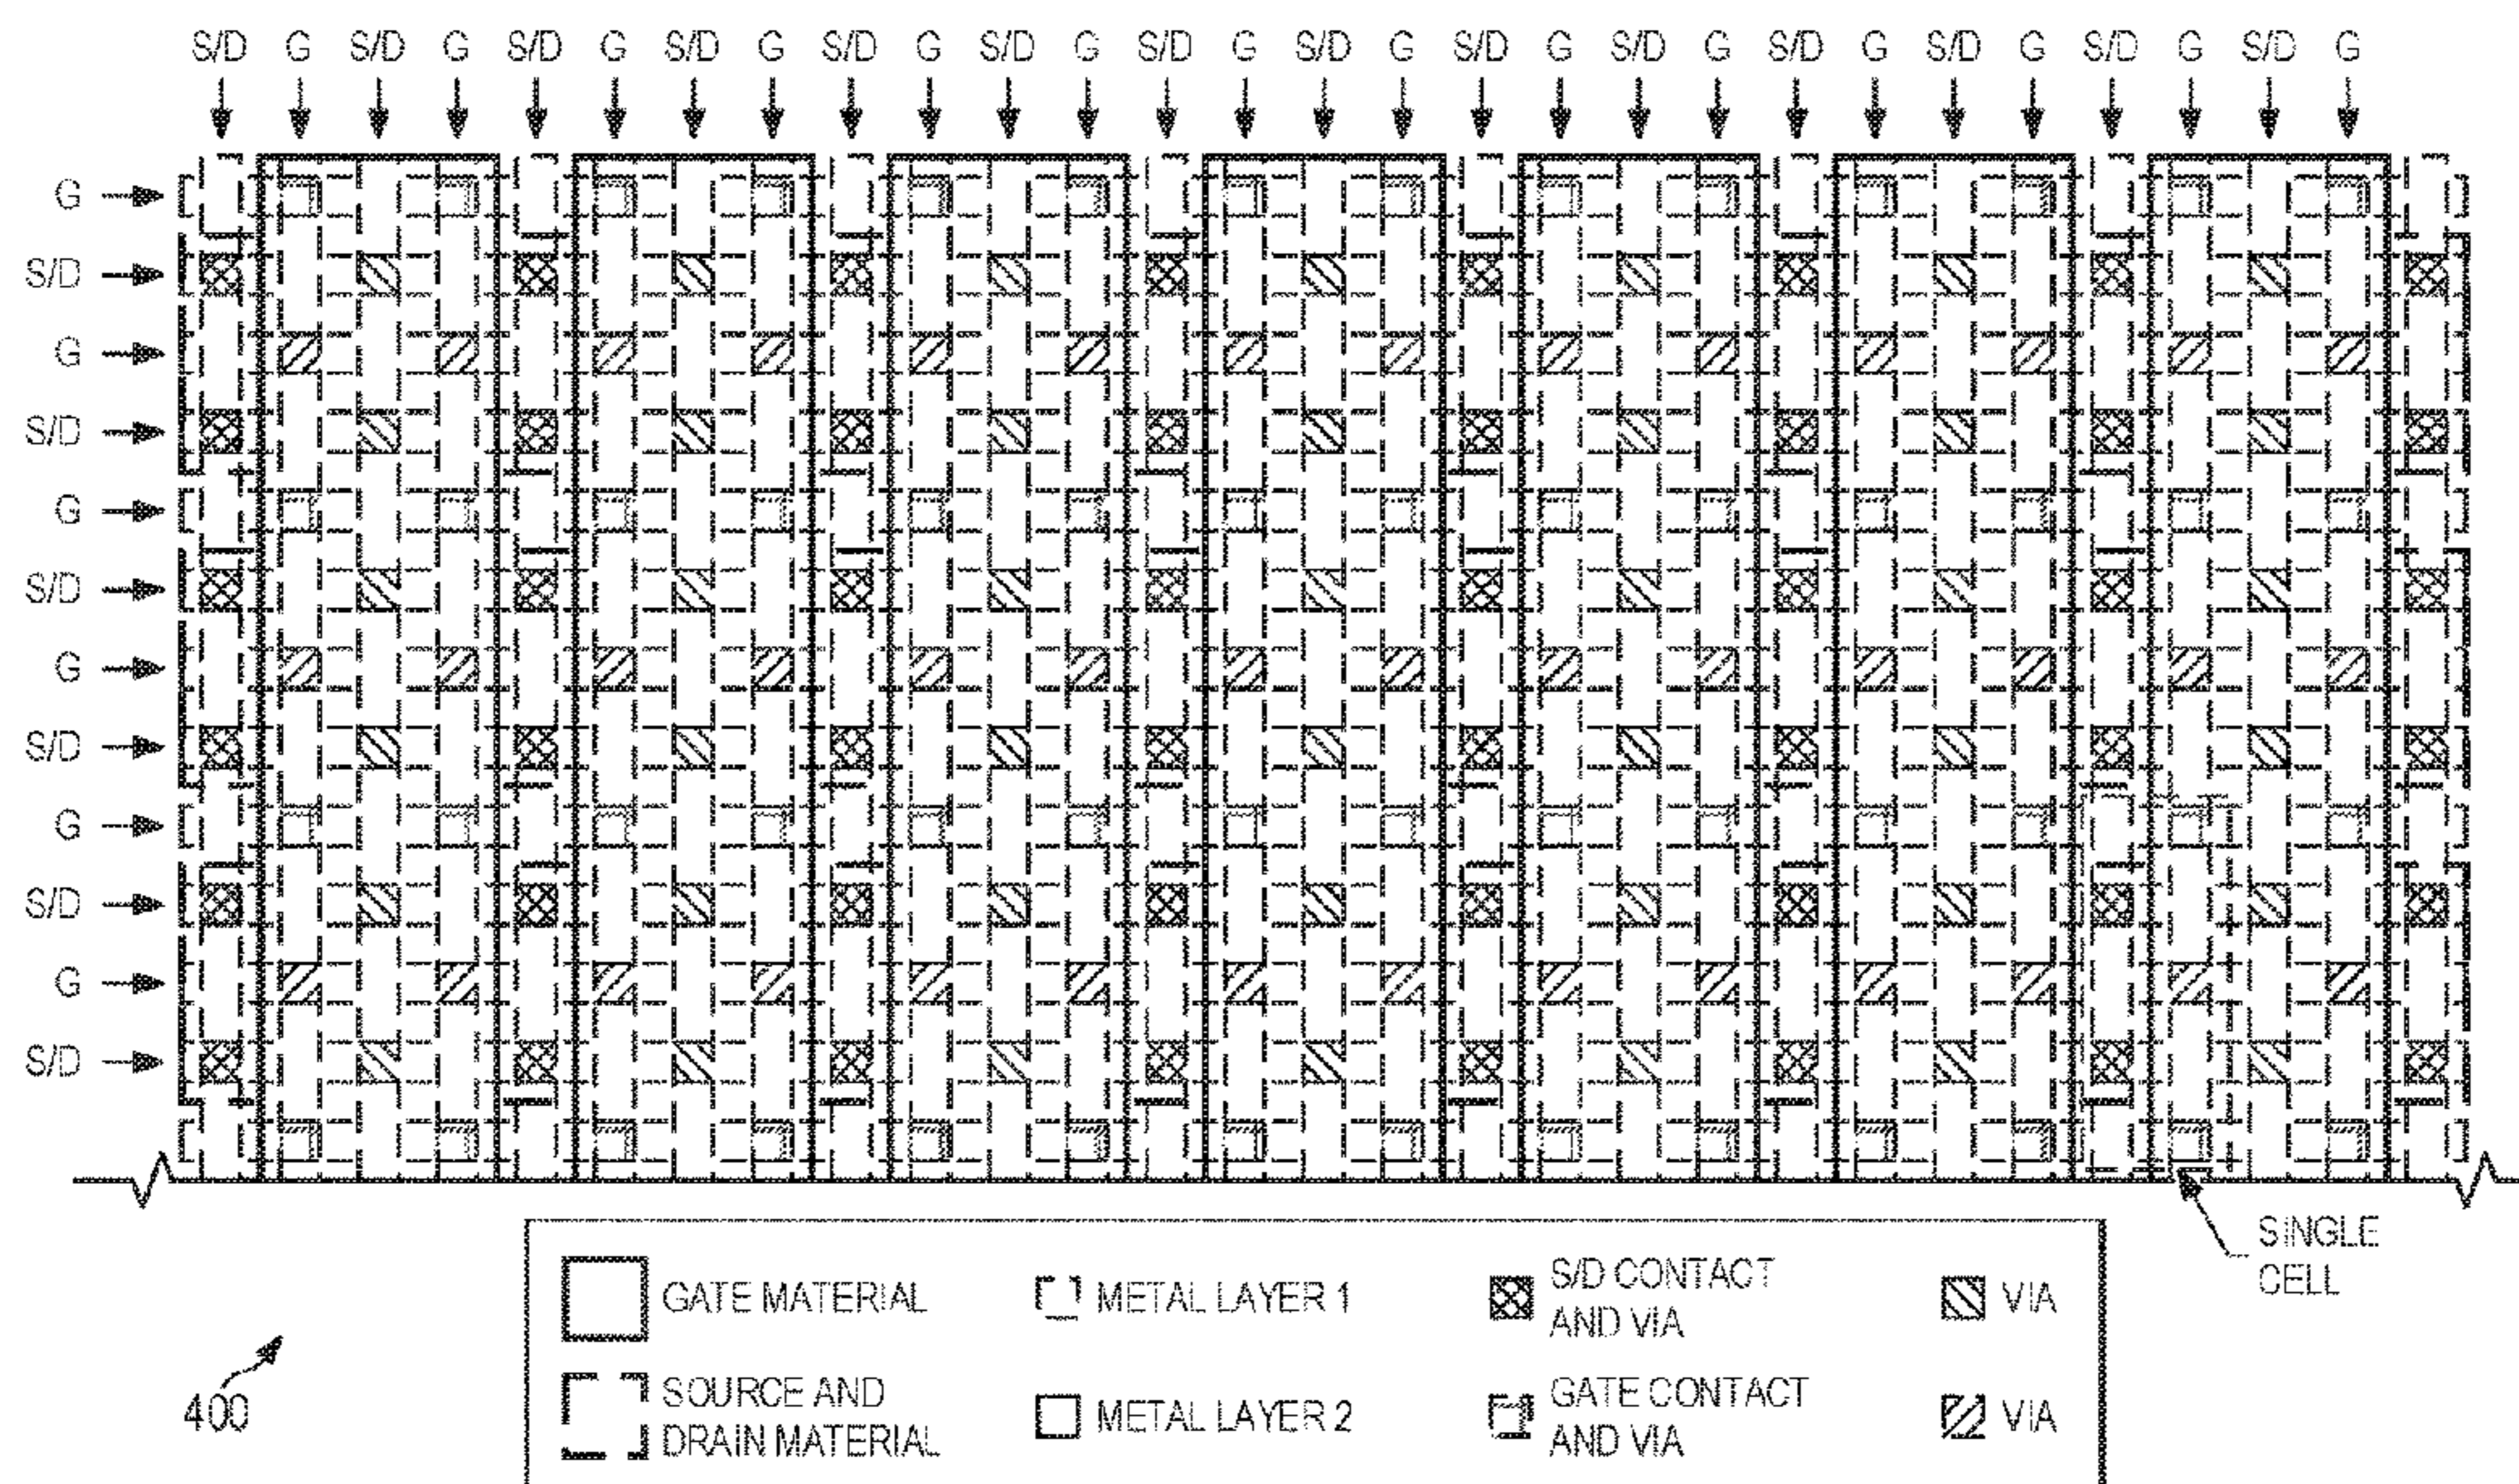 S/D G S/D G S/D G S/D G S/D G S/D G S/D G S/D G S/D G S/D G S/D G S/D G S/D G S/D G
G
S/D
G
S/D
G
S/D
G
S/D
G
S/D
G
S/D
SINGLE
CELL
GATE MATERIAL
METAL LAYER 1
S/D CONTACT
AND VIA
VIA
SOURCE AND
DRAIN MATERIAL
METAL LAYER 2
GATE CONTACT
AND VIA
VIA
400